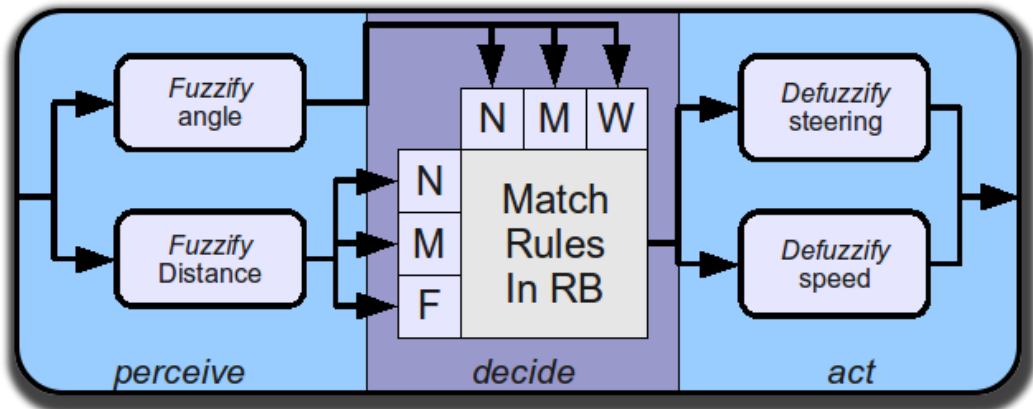 Fuzzify
angle
Fuzzify
Distance
N M W
N
M
F
Match
Rules
In RB
Defuzzify
steering
Defuzzify
speed
perceive
decide
act